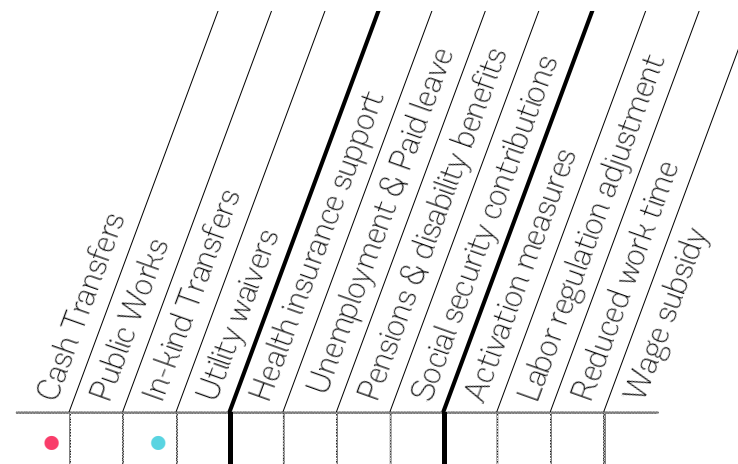 Cash Transfers
Public Works
In-kind Transfers
Utility waivers
Health insurance support
Unemployment & Paid leave
Pensions & disability benefits
Social security contributions
Activation measures
Labor regulation adjustment
Reduced work time
Wage subsidy